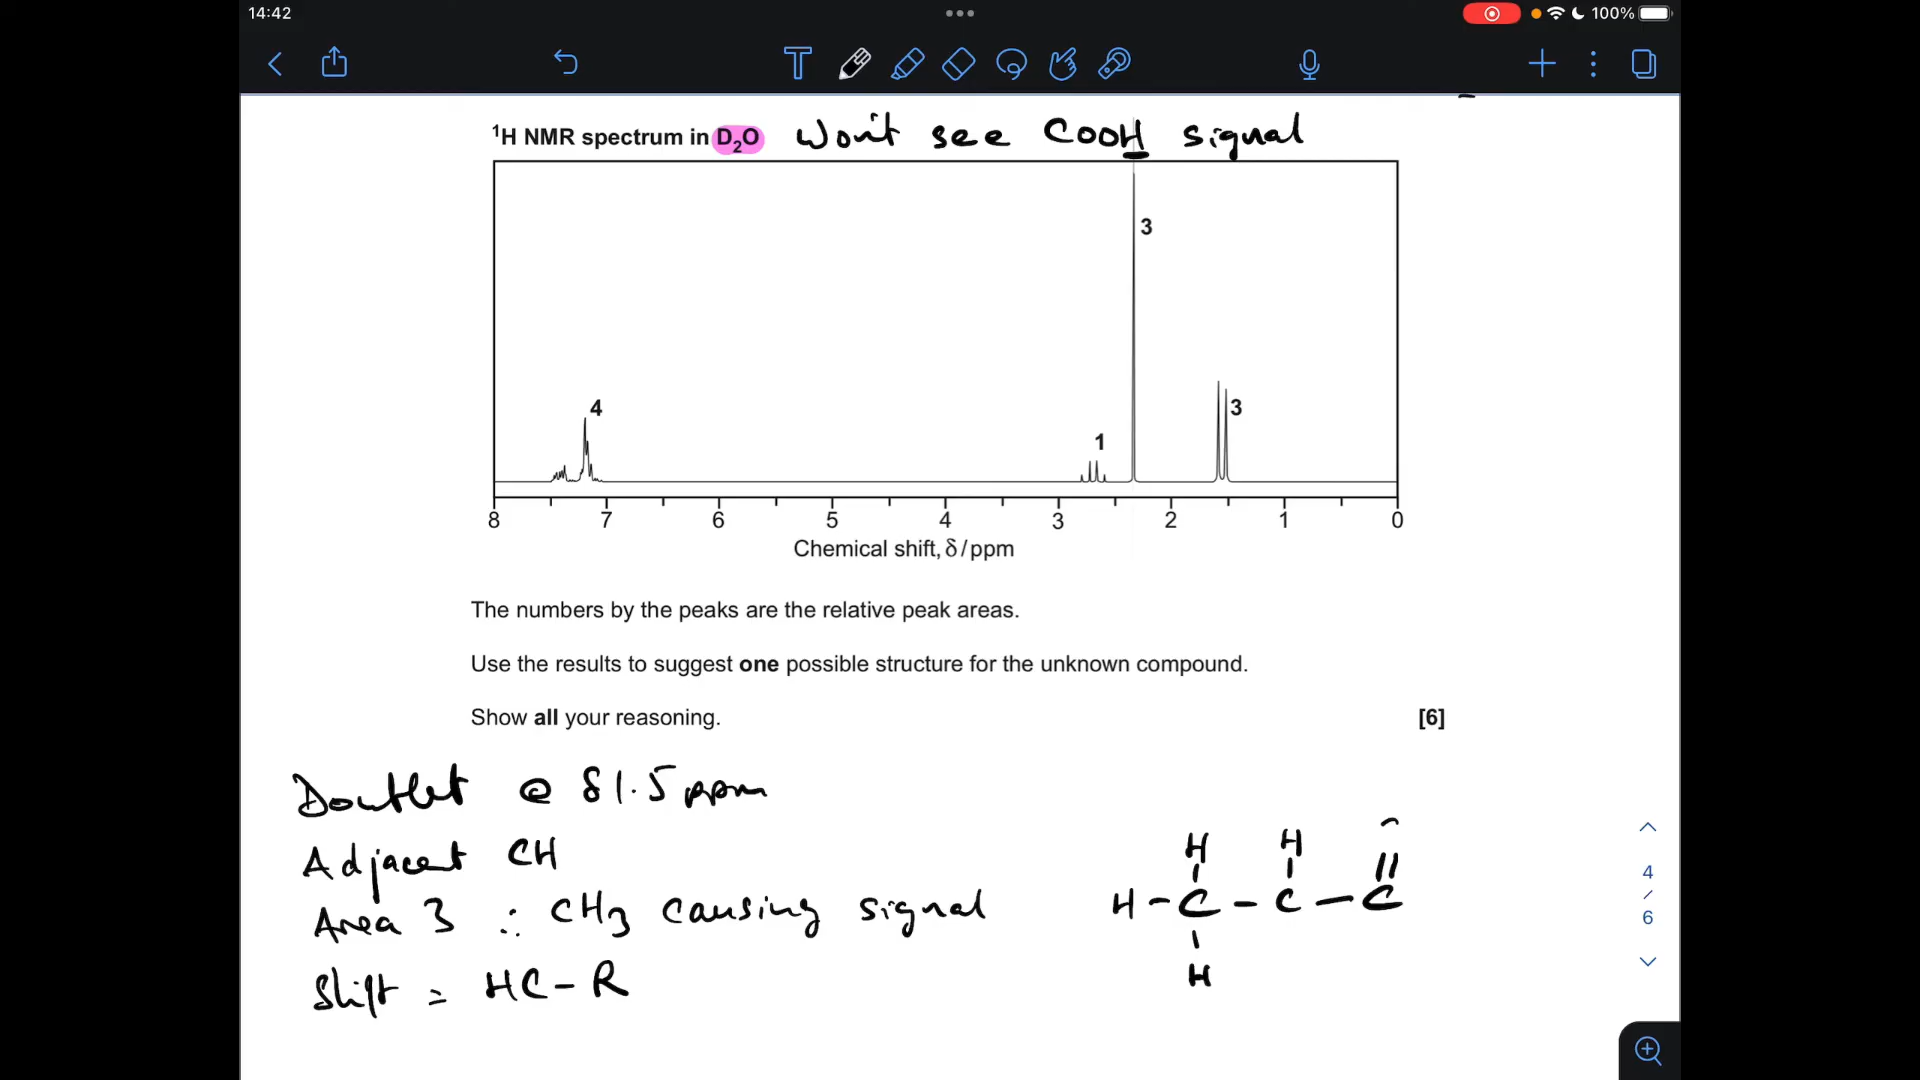 14:42
100%
T
¹H NMR spectrum in D₂O Won't see COOH signal
3
4
3
1
8 7 6 5 4 3 2 1 0
Chemical shift, δ/ppm
The numbers by the peaks are the relative peak areas.
Use the results to suggest one possible structure for the unknown compound.
Show all your reasoning. [6]
Doublet @ δ1.5ppm
Adjacent CH
Area 3 ∴ CH₃ causing signal
Shift = HC-R
H H
H-C-C-C
H
4
/
6